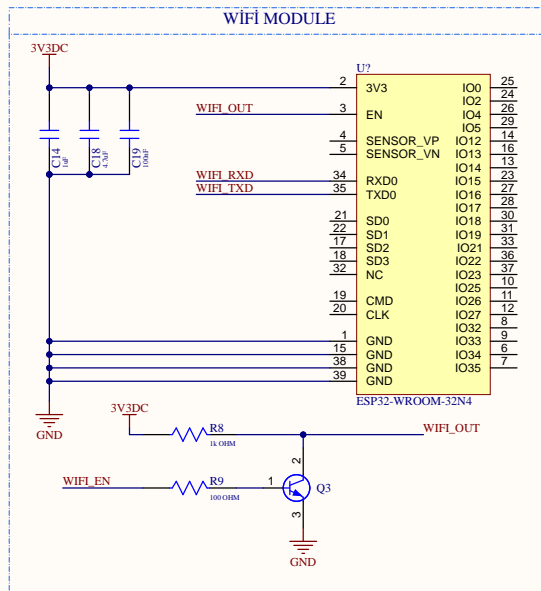 WİFİ MODULE
3V3DC
U?
2 3V3 IO0 25
IO2 24
WIFI_OUT 3 EN IO4 26
IO5 29
C14 1uF
C18 4.7uF
C19 100nF
4 SENSOR_VP IO12 14
5 SENSOR_VN IO13 16
IO14 13
WIFI_RXD 34 RXD0 IO15 23
WIFI_TXD 35 TXD0 IO16 27
IO17 28
21 SD0 IO18 30
22 SD1 IO19 31
17 SD2 IO21 33
18 SD3 IO22 36
32 NC IO23 37
IO25 10
19 CMD IO26 11
20 CLK IO27 12
IO32 8
1 GND IO33 9
15 GND IO34 6
38 GND IO35 7
39 GND
ESP32-WROOM-32N4
GND
3V3DC
R8
1k OHM
WIFI_OUT
2
WIFI_EN
R9
100 OHM
1
Q3
3
GND